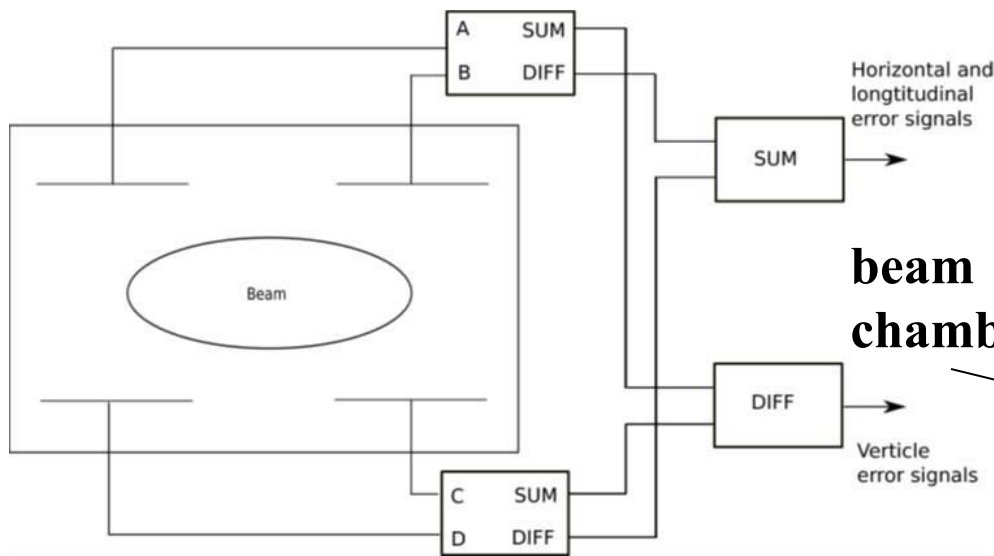 A SUM
B DIFF
Horizontal and
longtitudinal
error signals
SUM
Beam
beam
DIFF
Verticle
error signals
C SUM
D DIFF